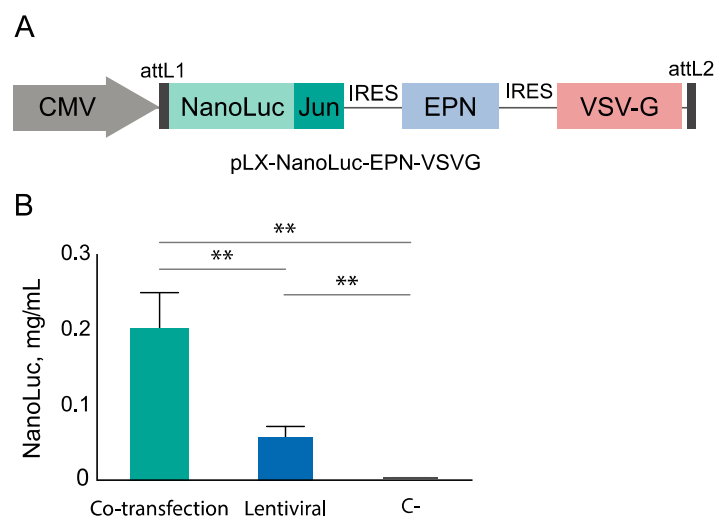 A
attL1
attL2
CMV
NanoLuc
Jun
IRES
EPN
IRES
VSV-G
pLX-NanoLuc-EPN-VSVG
B
**
**
**
NanoLuc, mg/mL
0.3
0.2
0.1
0
Co-transfection
Lentiviral
C-